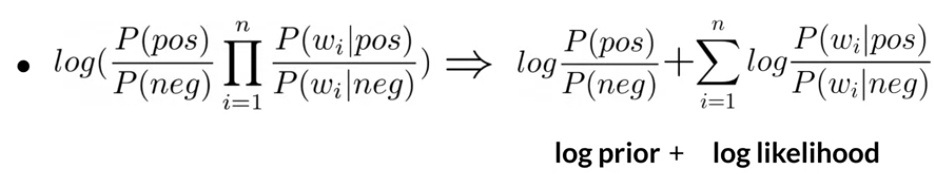 • log(P(pos)/P(neg) ∏_{i=1}^{n} P(w_i|pos)/P(w_i|neg)) ⇒ log P(pos)/P(neg) + ∑_{i=1}^{n} log P(w_i|pos)/P(w_i|neg)
log prior + log likelihood